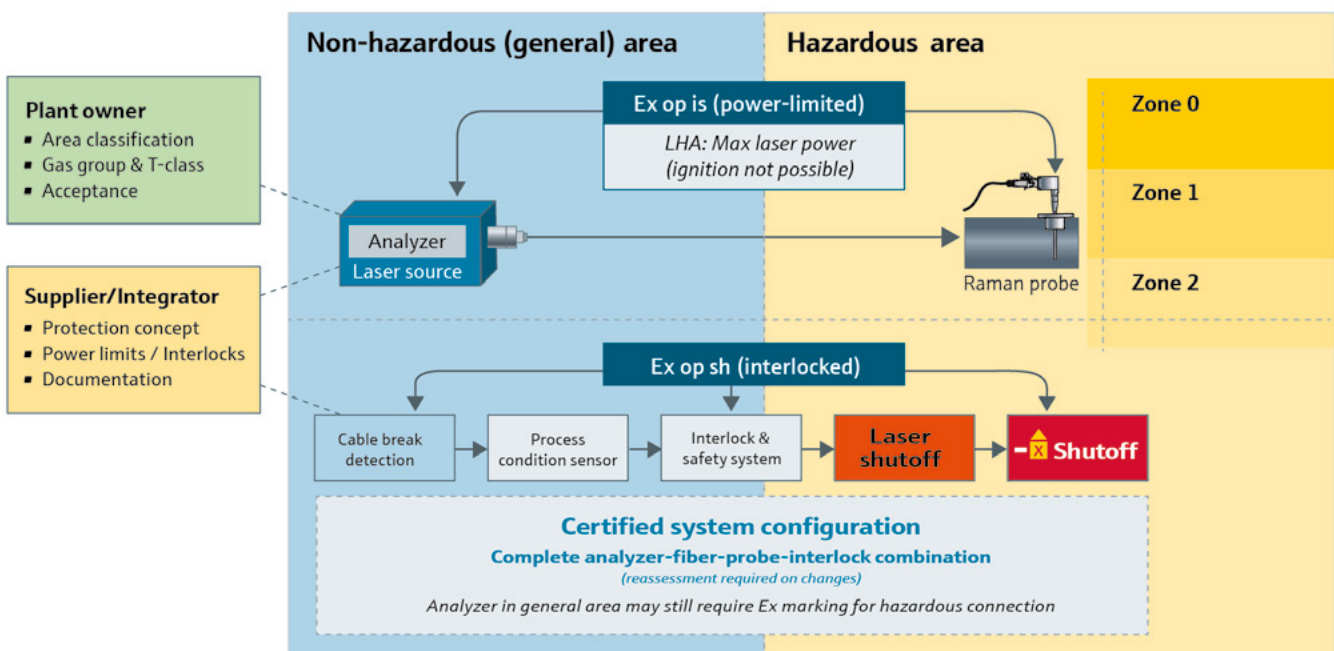 Non-hazardous (general) area
Hazardous area
Plant owner
▪ Area classification
▪ Gas group & T-class
▪ Acceptance
Ex op is (power-limited)
LHA: Max laser power
(ignition not possible)
Zone 0
Zone 1
Zone 2
Analyzer
Laser source
Raman probe
Supplier/Integrator
▪ Protection concept
▪ Power limits / Interlocks
▪ Documentation
Ex op sh (interlocked)
Cable break
detection
Process
condition sensor
Interlock &
safety system
Laser
shutoff
x Shutoff
Certified system configuration
Complete analyzer-fiber-probe-interlock combination
(reassessment required on changes)
Analyzer in general area may still require Ex marking for hazardous connection